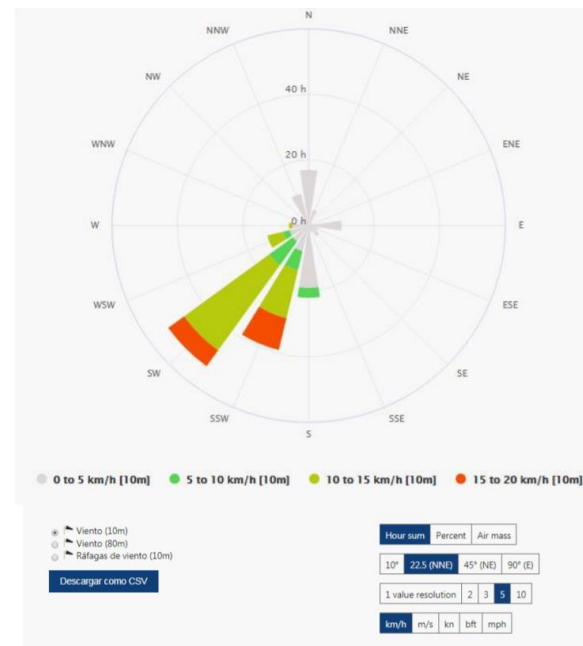 N
NNW
NNE
NW
NE
40 h
WNW
ENE
20 h
0 h
W
E
WSW
ESE
SW
SE
SSW
SSE
S
0 to 5 km/h [10m] 5 to 10 km/h [10m] 10 to 15 km/h [10m] 15 to 20 km/h [10m]
Viento (10m)
Viento (80m)
Ráfagas de viento (10m)
Descargar como CSV
Hour sum Percent Air mass
10° 22.5 (NNE) 45° (NE) 90° (E)
1 value resolution 2 3 5 10
km/h m/s kn bft mph